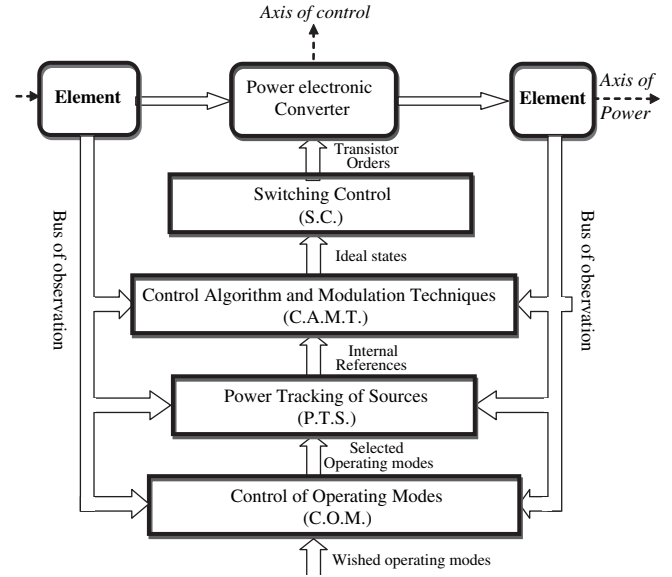 Axis of control
Element
Power electronic
Converter
Element
Axis of
Power
Transistor
Orders
Switching Control
(S.C.)
Bus of observation
Bus of observation
Ideal states
Control Algorithm and Modulation Techniques
(C.A.M.T.)
Internal
References
Power Tracking of Sources
(P.T.S.)
Selected
Operating modes
Control of Operating Modes
(C.O.M.)
Wished operating modes